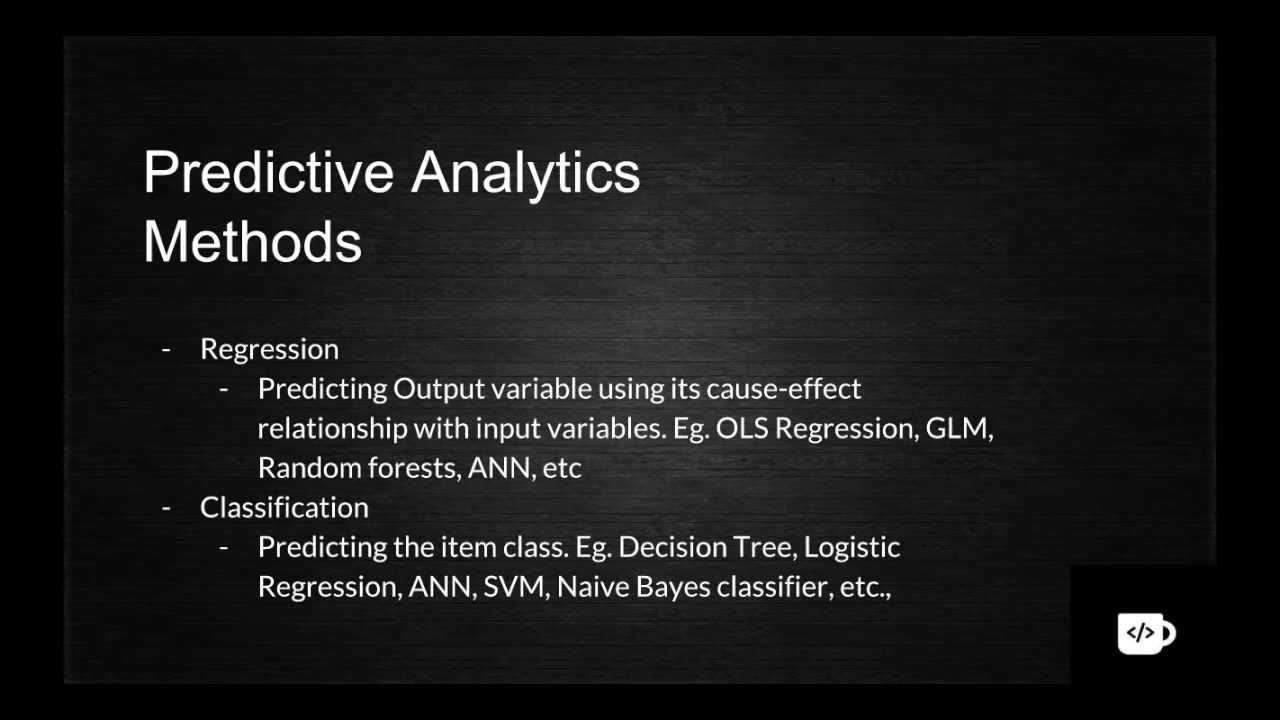 Predictive Analytics
Methods
- Regression
- Predicting Output variable using its cause-effect
relationship with input variables. Eg. OLS Regression, GLM,
Random forests, ANN, etc
- Classification
- Predicting the item class. Eg. Decision Tree, Logistic
Regression, ANN, SVM, Naive Bayes classifier, etc.,
</>